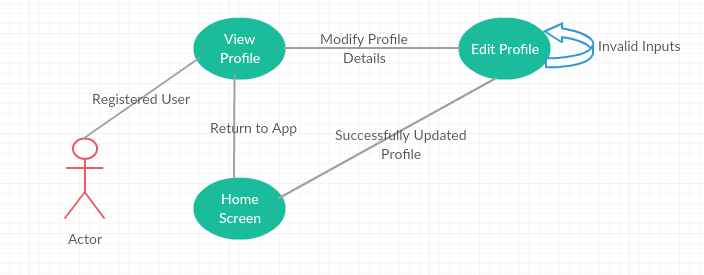 View
Profile
Modify Profile
Details
Edit Profile
Invalid Inputs
Registered User
Return to App
Successfully Updated
Profile
Home
Screen
Actor